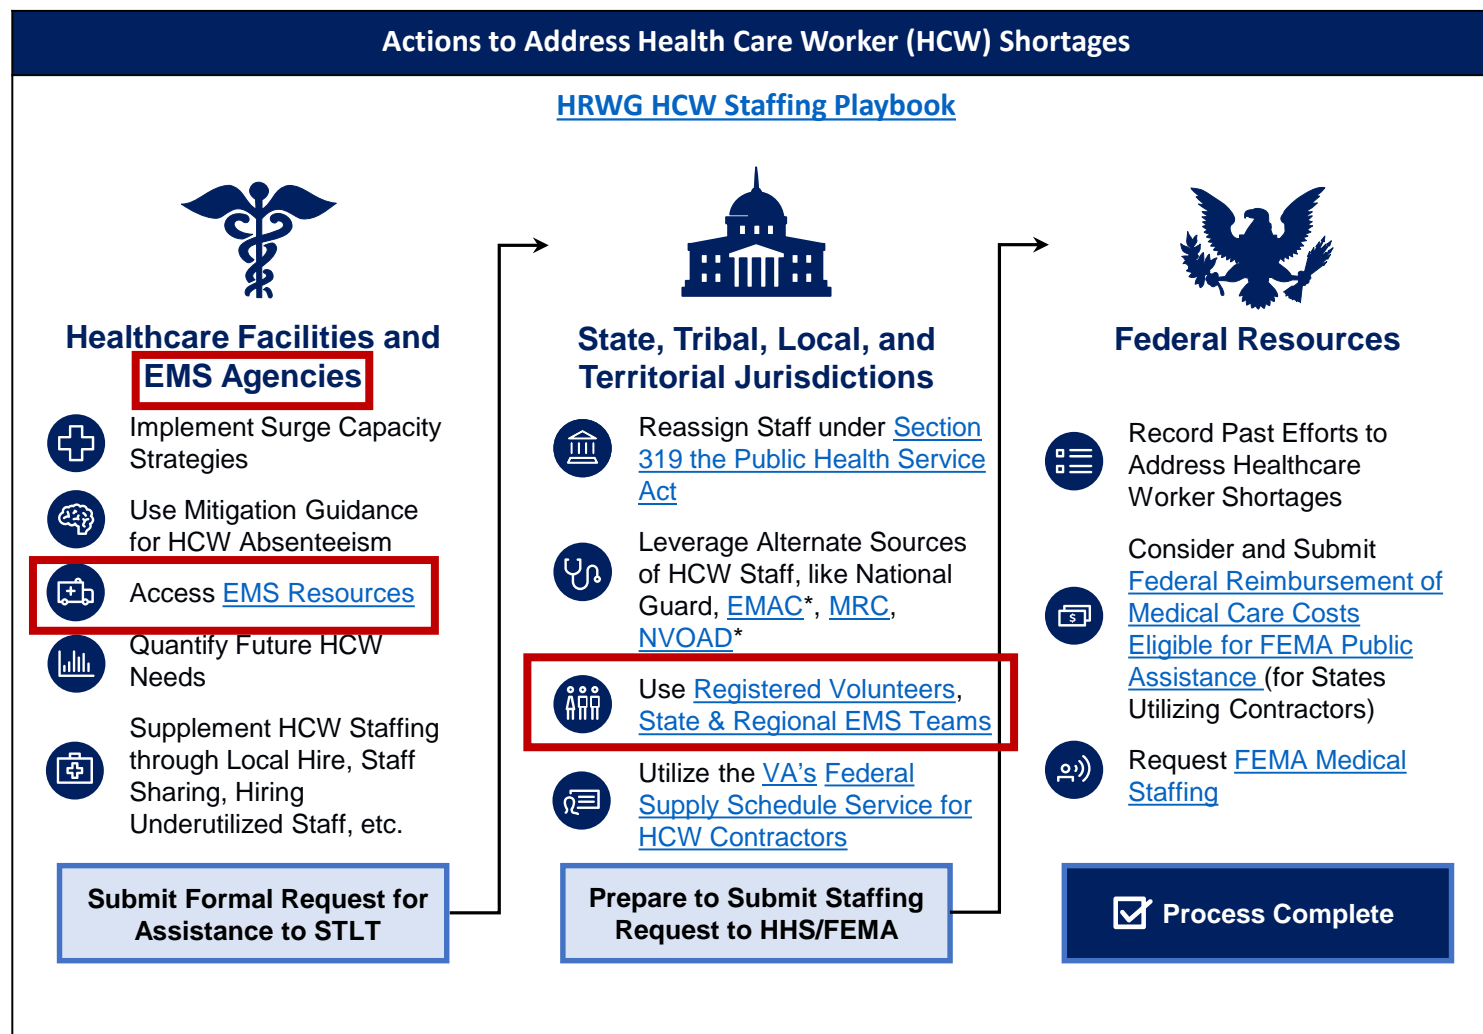 Actions to Address Health Care Worker (HCW) Shortages
HRWG HCW Staffing Playbook
Healthcare Facilities and
EMS Agencies
Implement Surge Capacity
Strategies
Use Mitigation Guidance
for HCW Absenteeism
Access EMS Resources
Quantify Future HCW
Needs
Supplement HCW Staffing
through Local Hire, Staff
Sharing, Hiring
Underutilized Staff, etc.
Submit Formal Request for
Assistance to STLT
State, Tribal, Local, and
Territorial Jurisdictions
Reassign Staff under Section
319 the Public Health Service
Act
Leverage Alternate Sources
of HCW Staff, like National
Guard, EMAC*, MRC,
NVOAD*
Use Registered Volunteers,
State & Regional EMS Teams
Utilize the VA's Federal
Supply Schedule Service for
HCW Contractors
Prepare to Submit Staffing
Request to HHS/FEMA
Federal Resources
Record Past Efforts to
Address Healthcare
Worker Shortages
Consider and Submit
Federal Reimbursement of
Medical Care Costs
Eligible for FEMA Public
Assistance (for States
Utilizing Contractors)
Request FEMA Medical
Staffing
Process Complete